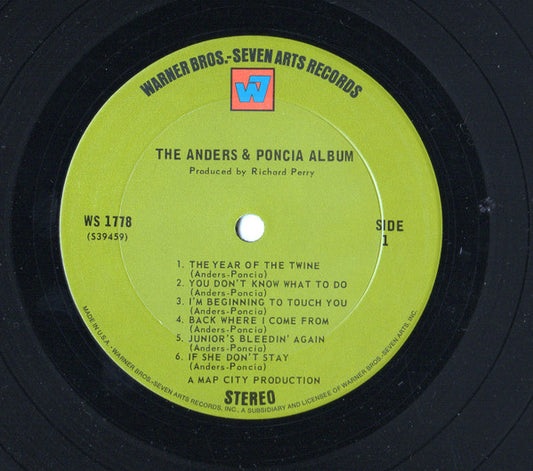 WARNER BROS.-SEVEN ARTS RECORDS
W7
THE ANDERS & PONCIA ALBUM
Produced by Richard Perry
WS 1778
(S39459)
SIDE
1
1. THE YEAR OF THE TWINE
(Anders-Poncia)
2. YOU DON'T KNOW WHAT TO DO
(Anders-Poncia)
3. I'M BEGINNING TO TOUCH YOU
(Anders-Poncia)
4. BACK WHERE I COME FROM
(Anders-Poncia)
5. JUNIOR'S BLEEDIN' AGAIN
(Anders-Poncia)
6. IF SHE DON'T STAY
(Anders-Poncia)
A MAP CITY PRODUCTION
STEREO
MADE IN U.S.A. • WARNER BROS.-SEVEN ARTS RECORDS, INC., A SUBSIDIARY AND LICENSEE OF WARNER BROS.-SEVEN ARTS, INC.